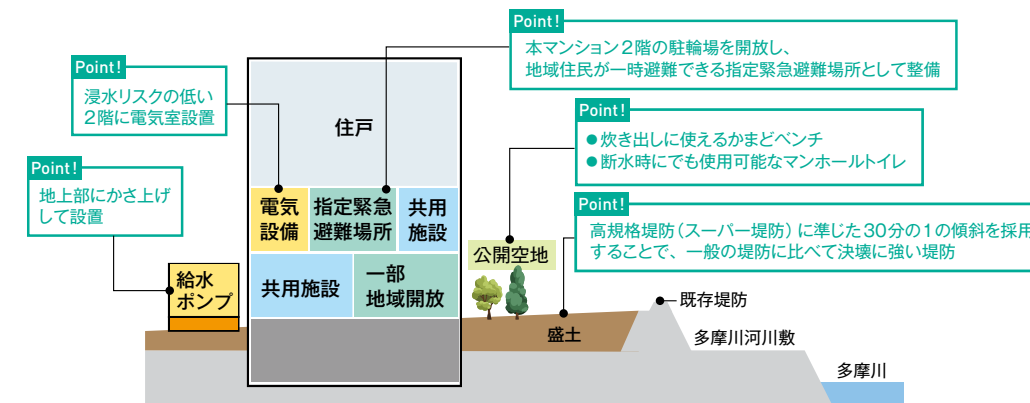 Point!
本マンション2階の駐輪場を開放し、
地域住民が一時避難できる指定緊急避難場所として整備
Point!
浸水リスクの低い
2階に電気室設置
Point!
●炊き出しに使えるかまどベンチ
●断水時にでも使用可能なマンホールトイレ
Point!
地上部にかさ上げ
して設置
Point!
高規格堤防(スーパー堤防)に準じた30分の1の傾斜を採用
することで、一般の堤防に比べて決壊に強い堤防
住戸
電気
設備
指定緊急
避難場所
共用
施設
共用施設
一部
地域開放
給水
ポンプ
公開空地
盛土
既存堤防
多摩川河川敷
多摩川